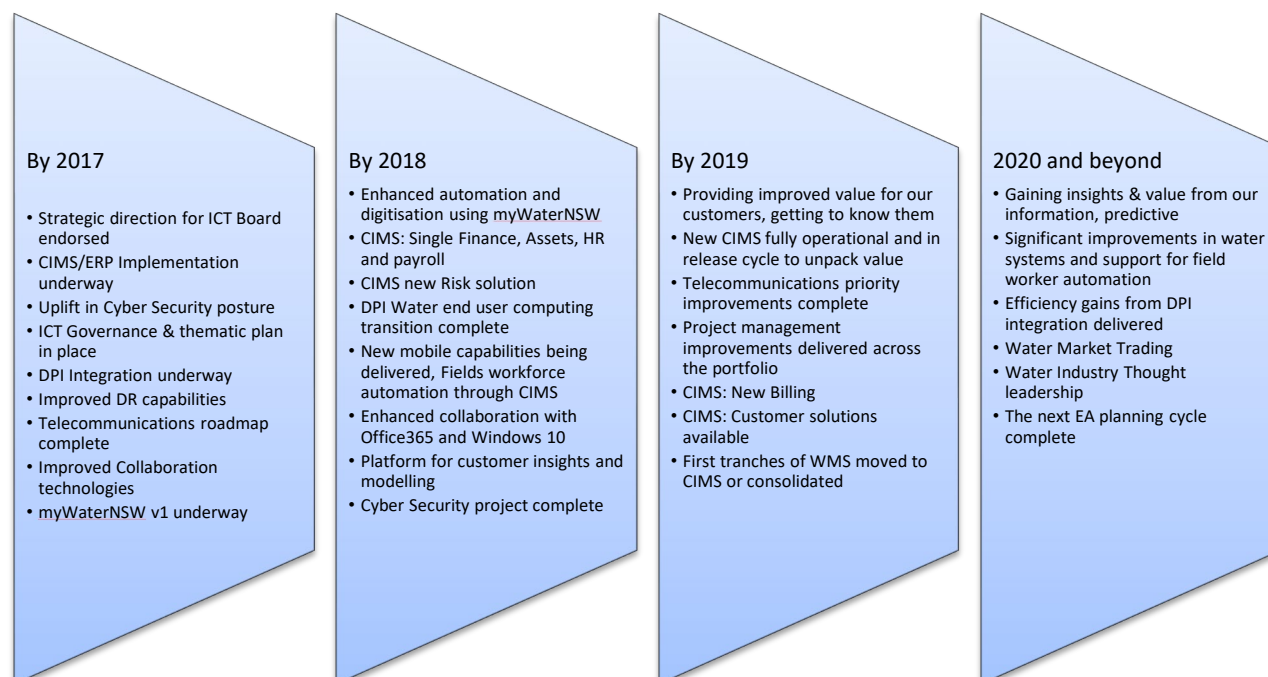 By 2017
• Strategic direction for ICT Board
endorsed
• CIMS/ERP Implementation
underway
• Uplift in Cyber Security posture
• ICT Governance & thematic plan
in place
• DPI Integration underway
• Improved DR capabilities
• Telecommunications roadmap
complete
• Improved Collaboration
technologies
• myWaterNSW v1 underway
By 2018
• Enhanced automation and
digitisation using myWaterNSW
• CIMS: Single Finance, Assets, HR
and payroll
• CIMS new Risk solution
• DPI Water end user computing
transition complete
• New mobile capabilities being
delivered, Fields workforce
automation through CIMS
• Enhanced collaboration with
Office365 and Windows 10
• Platform for customer insights and
modelling
• Cyber Security project complete
By 2019
• Providing improved value for our
customers, getting to know them
• New CIMS fully operational and in
release cycle to unpack value
• Telecommunications priority
improvements complete
• Project management
improvements delivered across
the portfolio
• CIMS: New Billing
• CIMS: Customer solutions
available
• First tranches of WMS moved to
CIMS or consolidated
2020 and beyond
• Gaining insights & value from our
information, predictive
• Significant improvements in water
systems and support for field
worker automation
• Efficiency gains from DPI
integration delivered
• Water Market Trading
• Water Industry Thought
leadership
• The next EA planning cycle
complete